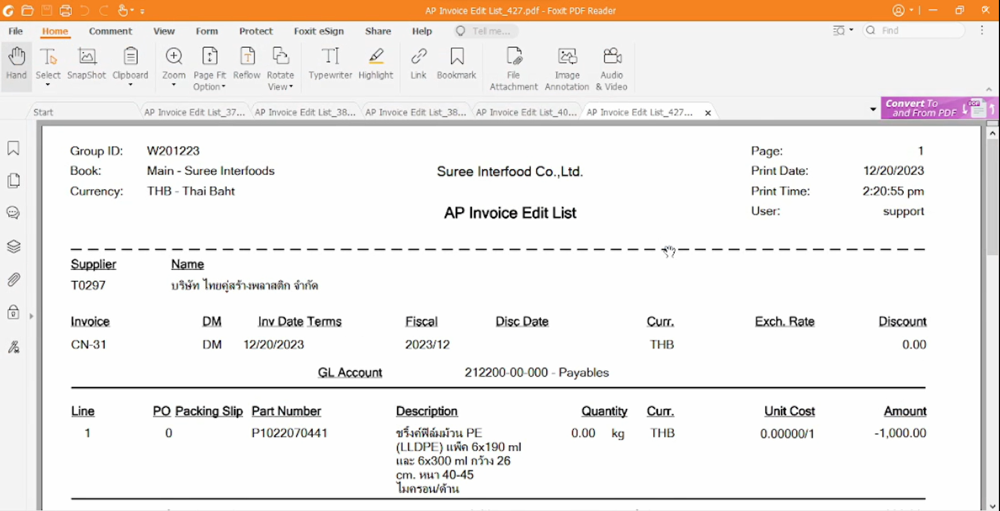 AP Invoice Edit List_427.pdf - Foxit PDF Reader
File Home Comment View Form Protect Foxit eSign Share Help Tell me... Find
Hand Select SnapShot Clipboard Zoom Page Fit Option Reflow Rotate View Typewriter Highlight Link Bookmark File Attachment Image Annotation Audio & Video
Start AP Invoice Edit List_37... AP Invoice Edit List_38... AP Invoice Edit List_38... AP Invoice Edit List_40... AP Invoice Edit List_427... Convert To and From PDF
PDF
Group ID: W201223 Page: 1
Book: Main - Suree Interfoods Suree Interfood Co.,Ltd. Print Date: 12/20/2023
Currency: THB - Thai Baht Print Time: 2:20:55 pm
AP Invoice Edit List User: support
Supplier Name
T0297 บริษัท ไทยคู่สร้างพลาสติก จำกัด
Invoice DM Inv Date Terms Fiscal Disc Date Curr. Exch. Rate Discount
CN-31 DM 12/20/2023 2023/12 THB 0.00
GL Account 212200-00-000 - Payables
Line PO Packing Slip Part Number Description Quantity Curr. Unit Cost Amount
1 0 P1022070441 ชริ้งค์ฟิล์มม้วน PE 0.00 kg THB 0.00000/1 -1,000.00
(LLDPE) แพ็ค 6x190 ml
และ 6x300 ml กว้าง 26
cm. หนา 40-45
ไมครอน/ด้าน